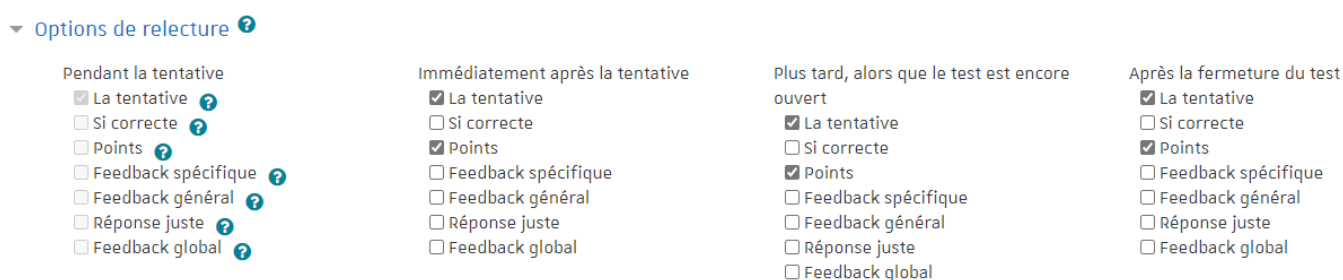 Options de relecture
Pendant la tentative
La tentative
Si correcte
Points
Feedback spécifique
Feedback général
Réponse juste
Feedback global
Immédiatement après la tentative
La tentative
Si correcte
Points
Feedback spécifique
Feedback général
Réponse juste
Feedback global
Plus tard, alors que le test est encore
ouvert
La tentative
Si correcte
Points
Feedback spécifique
Feedback général
Réponse juste
Feedback global
Après la fermeture du test
La tentative
Si correcte
Points
Feedback spécifique
Feedback général
Réponse juste
Feedback global